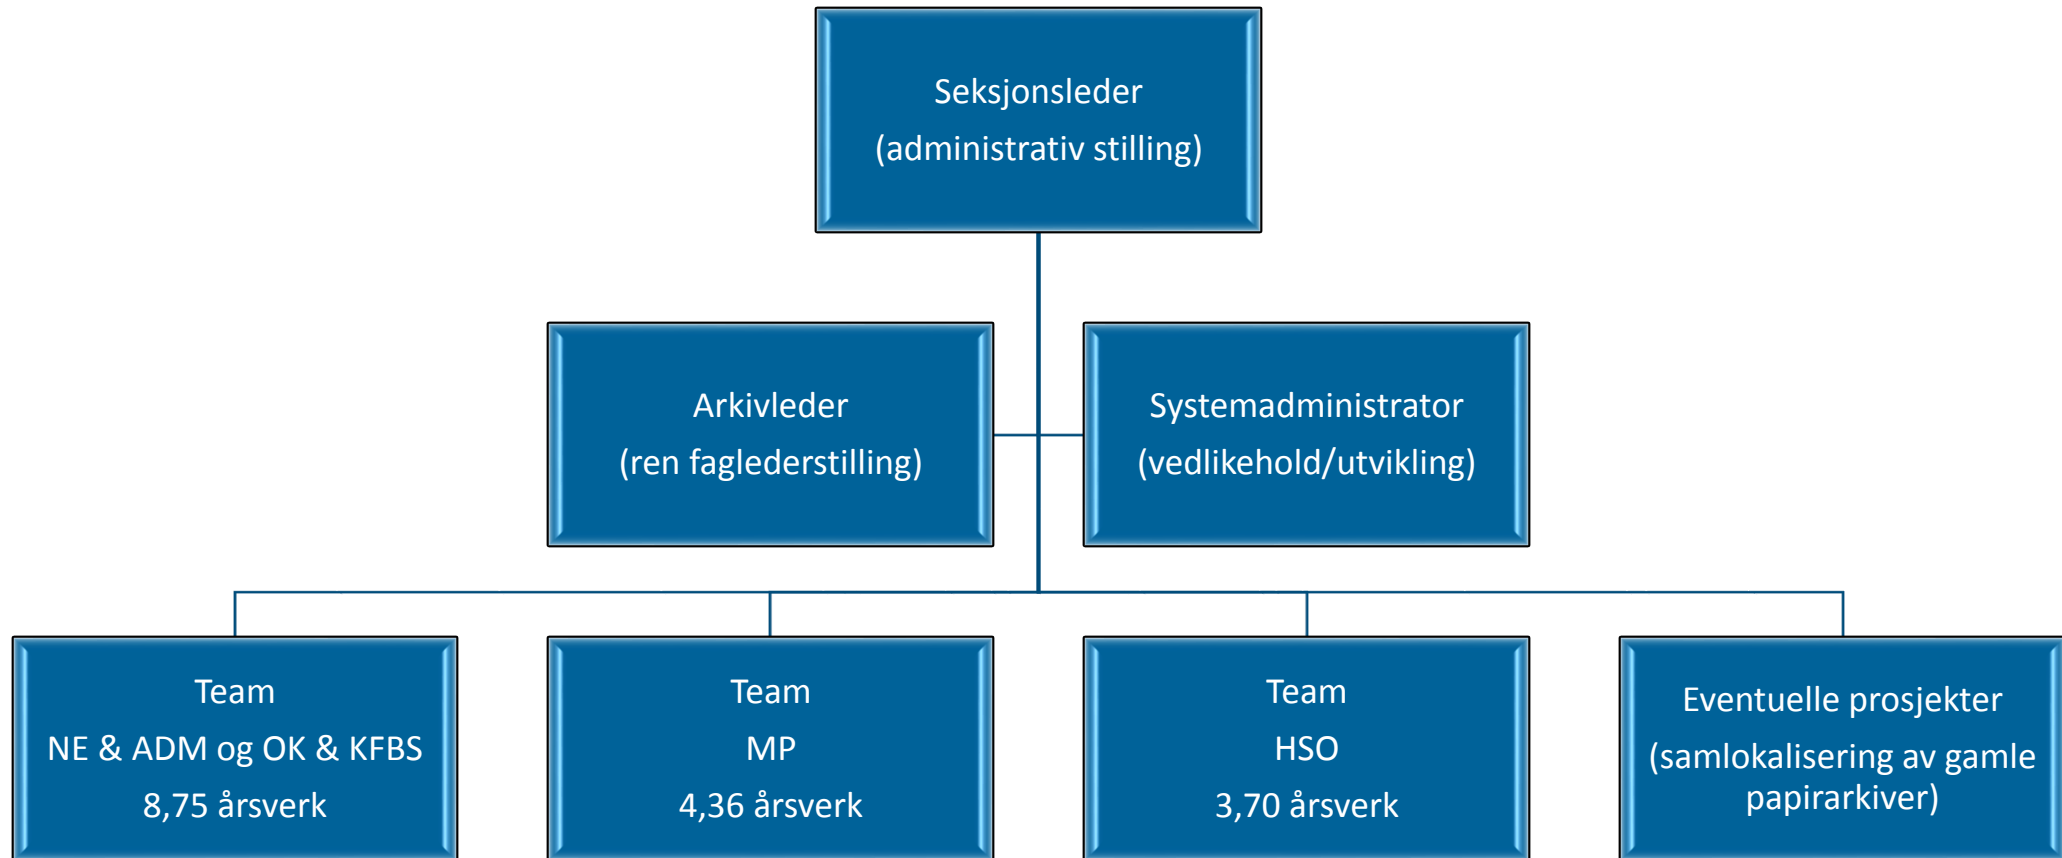 Seksjonsleder
(administrativ stilling)
Arkivleder
(ren faglederstilling)
Systemadministrator
(vedlikehold/utvikling)
Team
NE & ADM og OK & KFBS
8,75 årsverk
Team
MP
4,36 årsverk
Team
HSO
3,70 årsverk
Eventuelle prosjekter
(samlokalisering av gamle
papirarkiver)